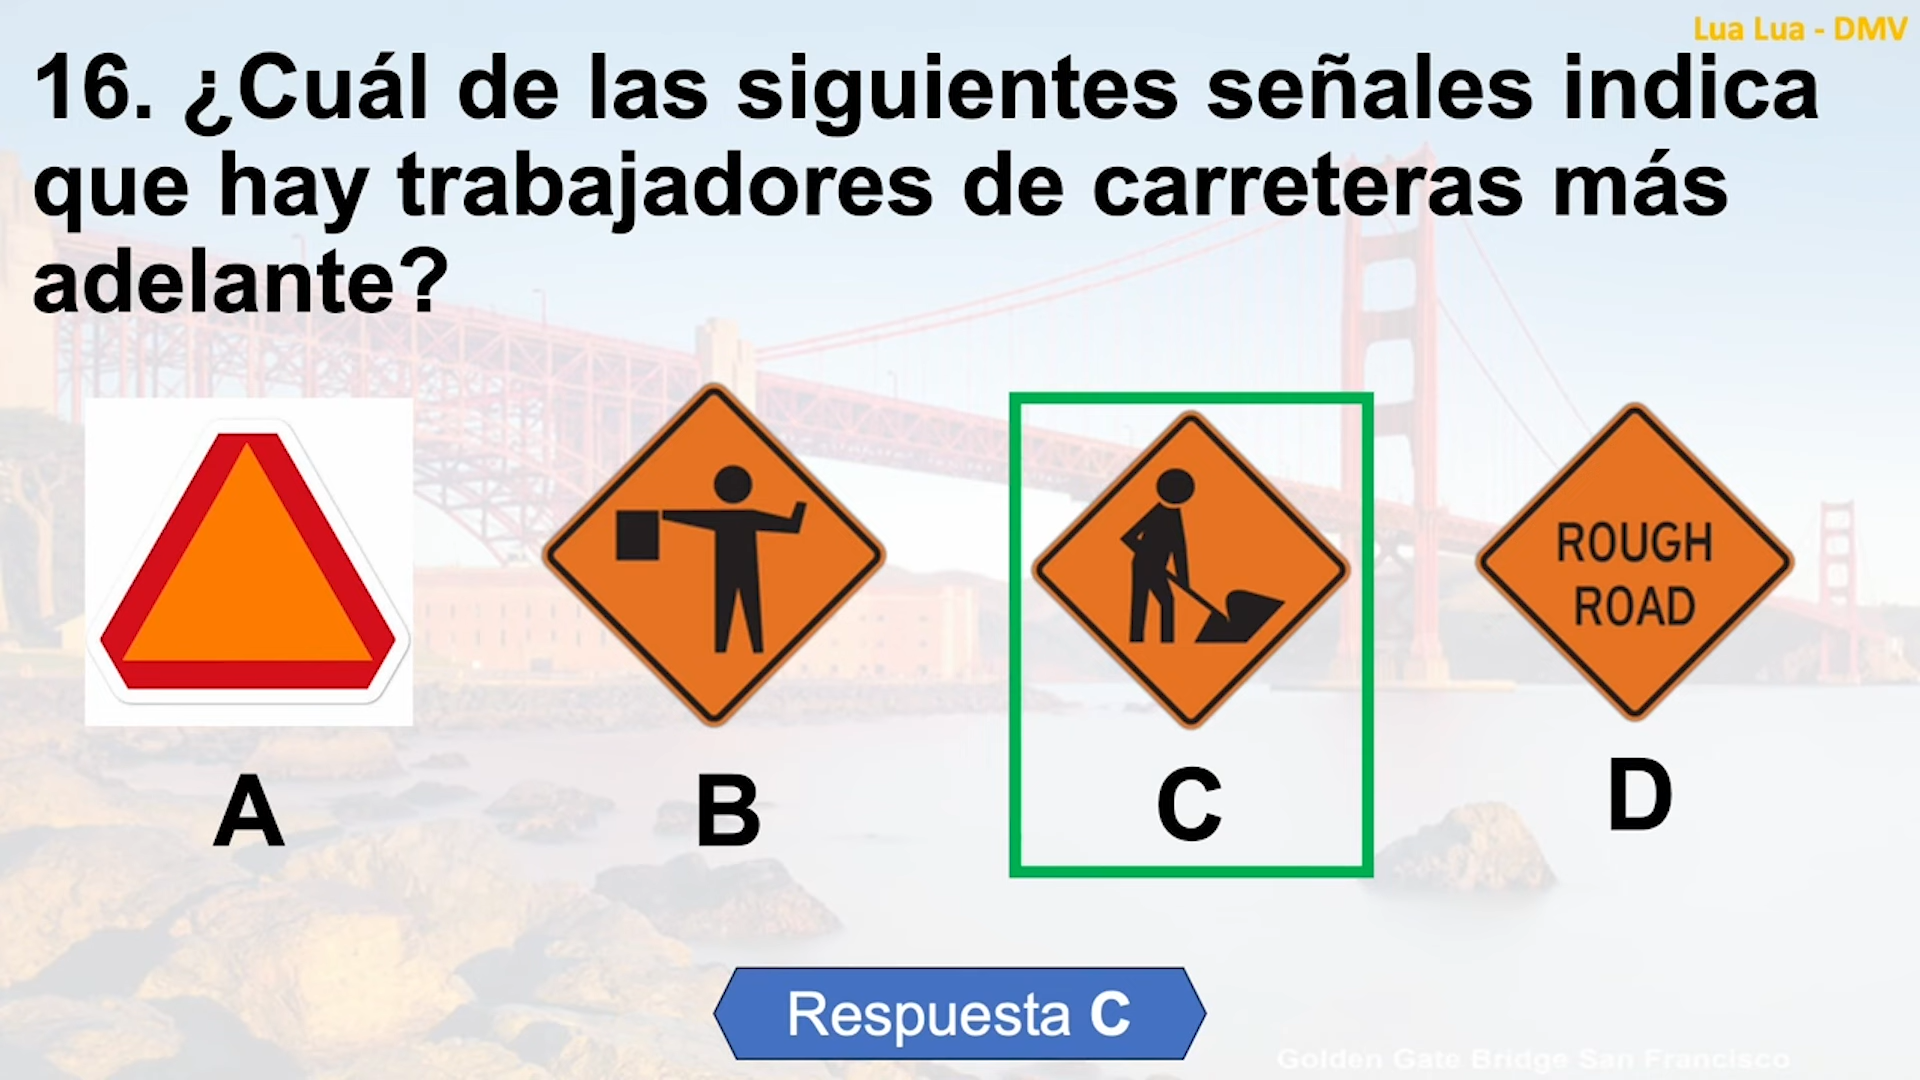 Lua Lua - DMV
16. ¿Cuál de las siguientes señales indica
que hay trabajadores de carreteras más
adelante?
ROUGH
ROAD
A
B
C
D
Respuesta C
Golden Gate Bridge San Francisco